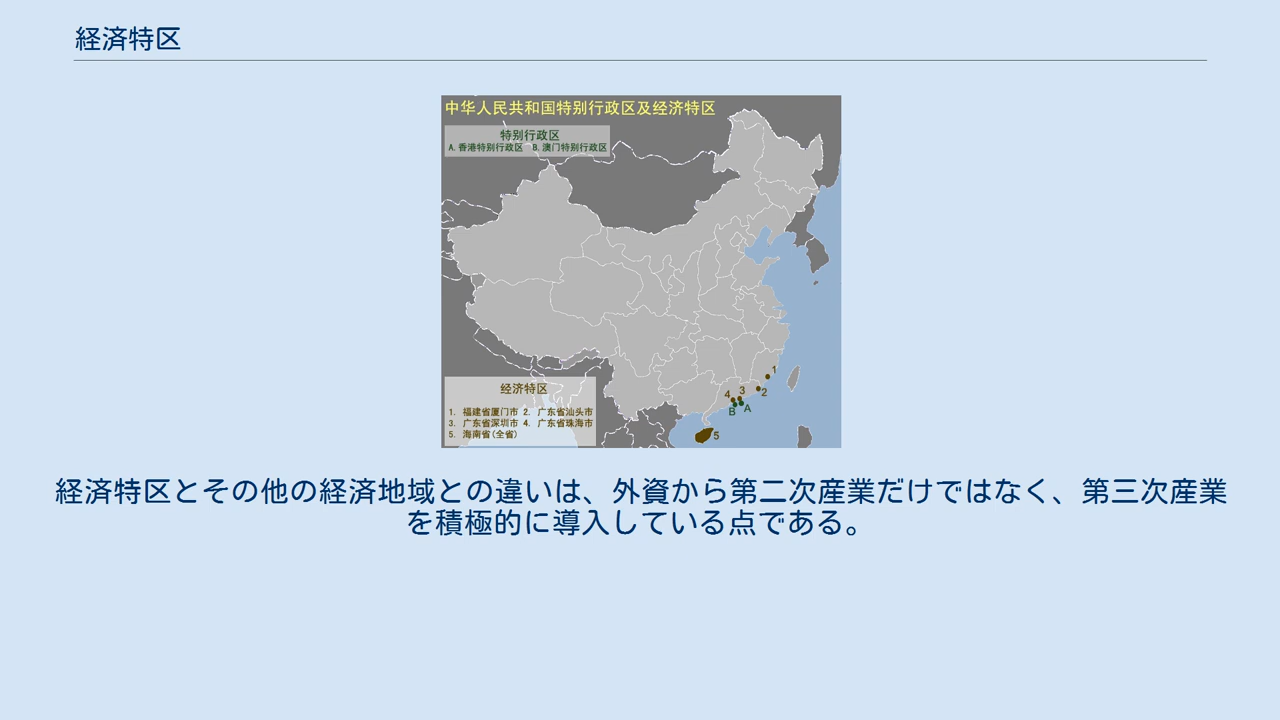 経済特区
中华人民共和国特别行政区及经济特区
特别行政区
A.香港特别行政区 B.澳门特别行政区
1
2
3
4
A
B
5
经济特区
1. 福建省厦门市 2. 广东省汕头市
3. 广东省深圳市 4. 广东省珠海市
5. 海南省(全省)
経済特区とその他の経済地域との違いは、外資から第二次産業だけではなく、第三次産業
を積極的に導入している点である。